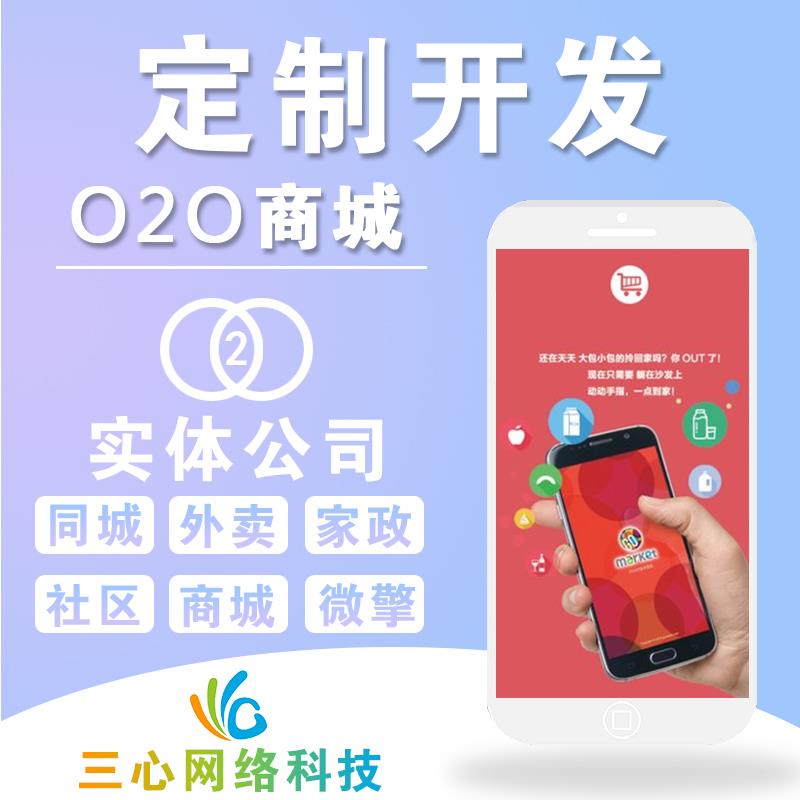 定制开发
O2O商城
2
实体公司
同城 外卖 家政
社区 商城 微擎
三心网络科技
还在天天 大包小包的拎回家吗？你 OUT 了！
现在只需要 躺在沙发上
动动手指，一点到家！
market